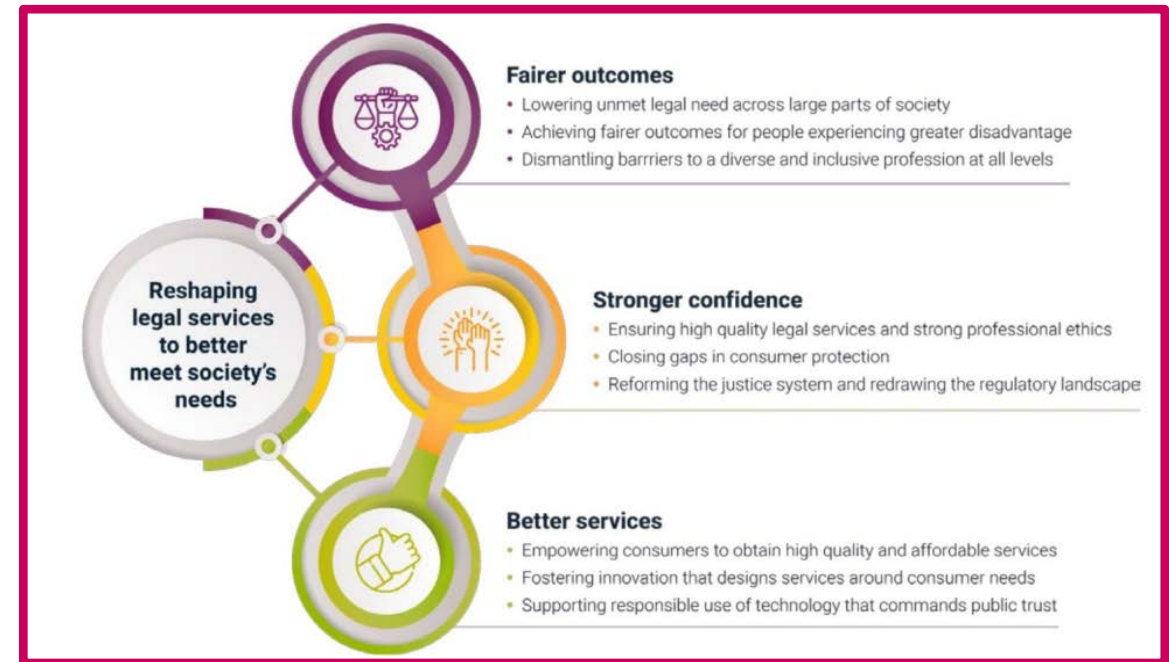 Fairer outcomes
• Lowering unmet legal need across large parts of society
• Achieving fairer outcomes for people experiencing greater disadvantage
• Dismantling barrriers to a diverse and inclusive profession at all levels
Reshaping
legal services
to better
meet society's
needs
Stronger confidence
• Ensuring high quality legal services and strong professional ethics
• Closing gaps in consumer protection
• Reforming the justice system and redrawing the regulatory landscape
Better services
• Empowering consumers to obtain high quality and affordable services
• Fostering innovation that designs services around consumer needs
• Supporting responsible use of technology that commands public trust